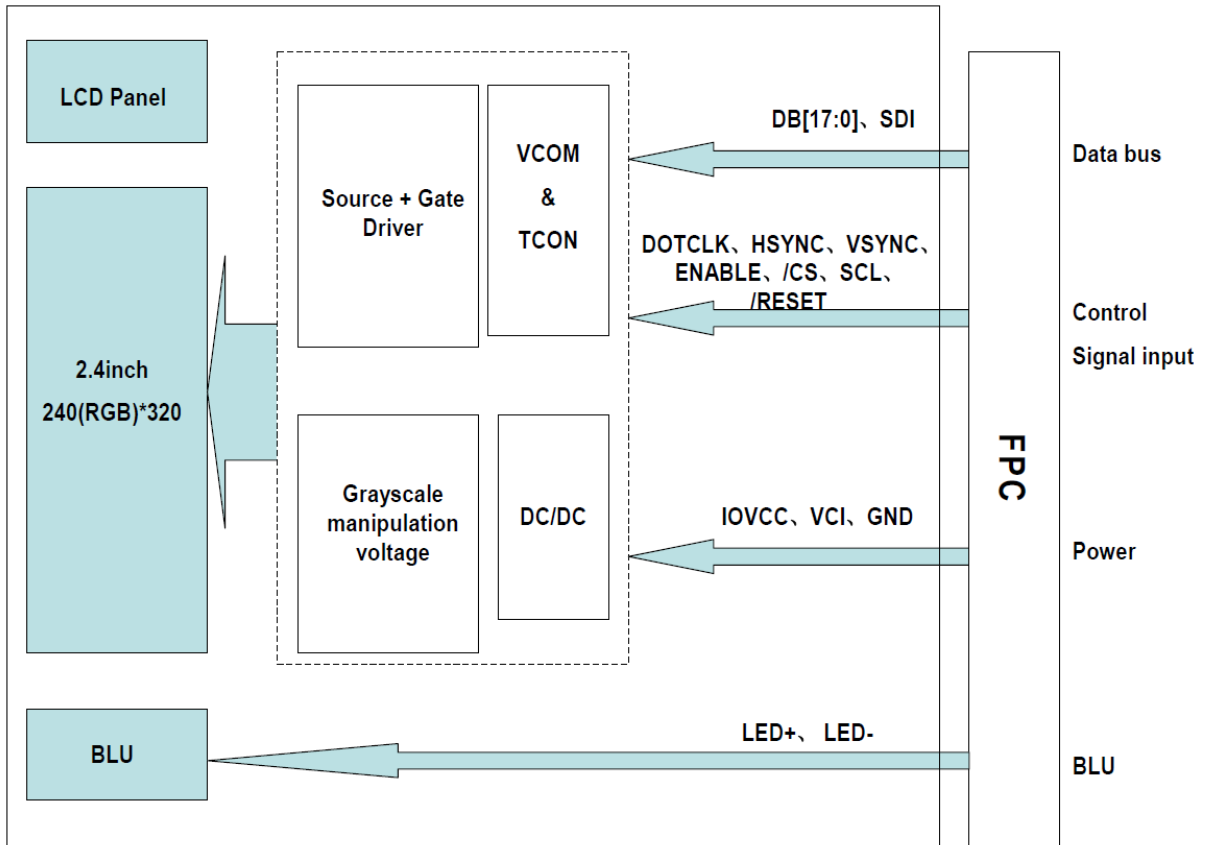 LCD Panel
2.4inch
240(RGB)*320
BLU
Source + Gate
Driver
VCOM
&
TCON
Grayscale
manipulation
voltage
DC/DC
DB[17:0]、SDI
DOTCLK、HSYNC、VSYNC、
ENABLE、/CS、SCL、
/RESET
IOVCC、VCI、GND
LED+、 LED-
FPC
Data bus
Control
Signal input
Power
BLU